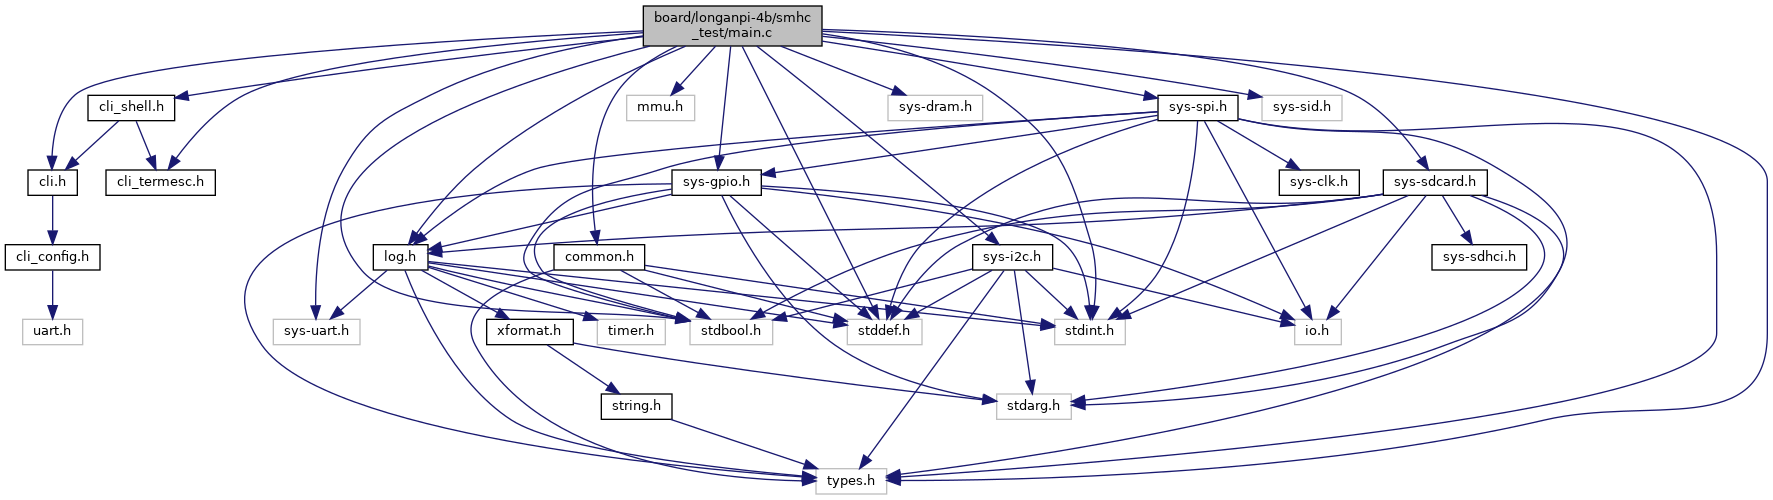 board/longanpi-4b/smhc
_test/main.c
cli_shell.h
mmu.h
sys-dram.h
sys-spi.h
sys-sid.h
cli.h
cli_termesc.h
sys-gpio.h
sys-clk.h
sys-sdcard.h
cli_config.h
log.h
common.h
sys-i2c.h
sys-sdhci.h
uart.h
sys-uart.h
xformat.h
timer.h
stdbool.h
stddef.h
stdint.h
io.h
string.h
stdarg.h
types.h